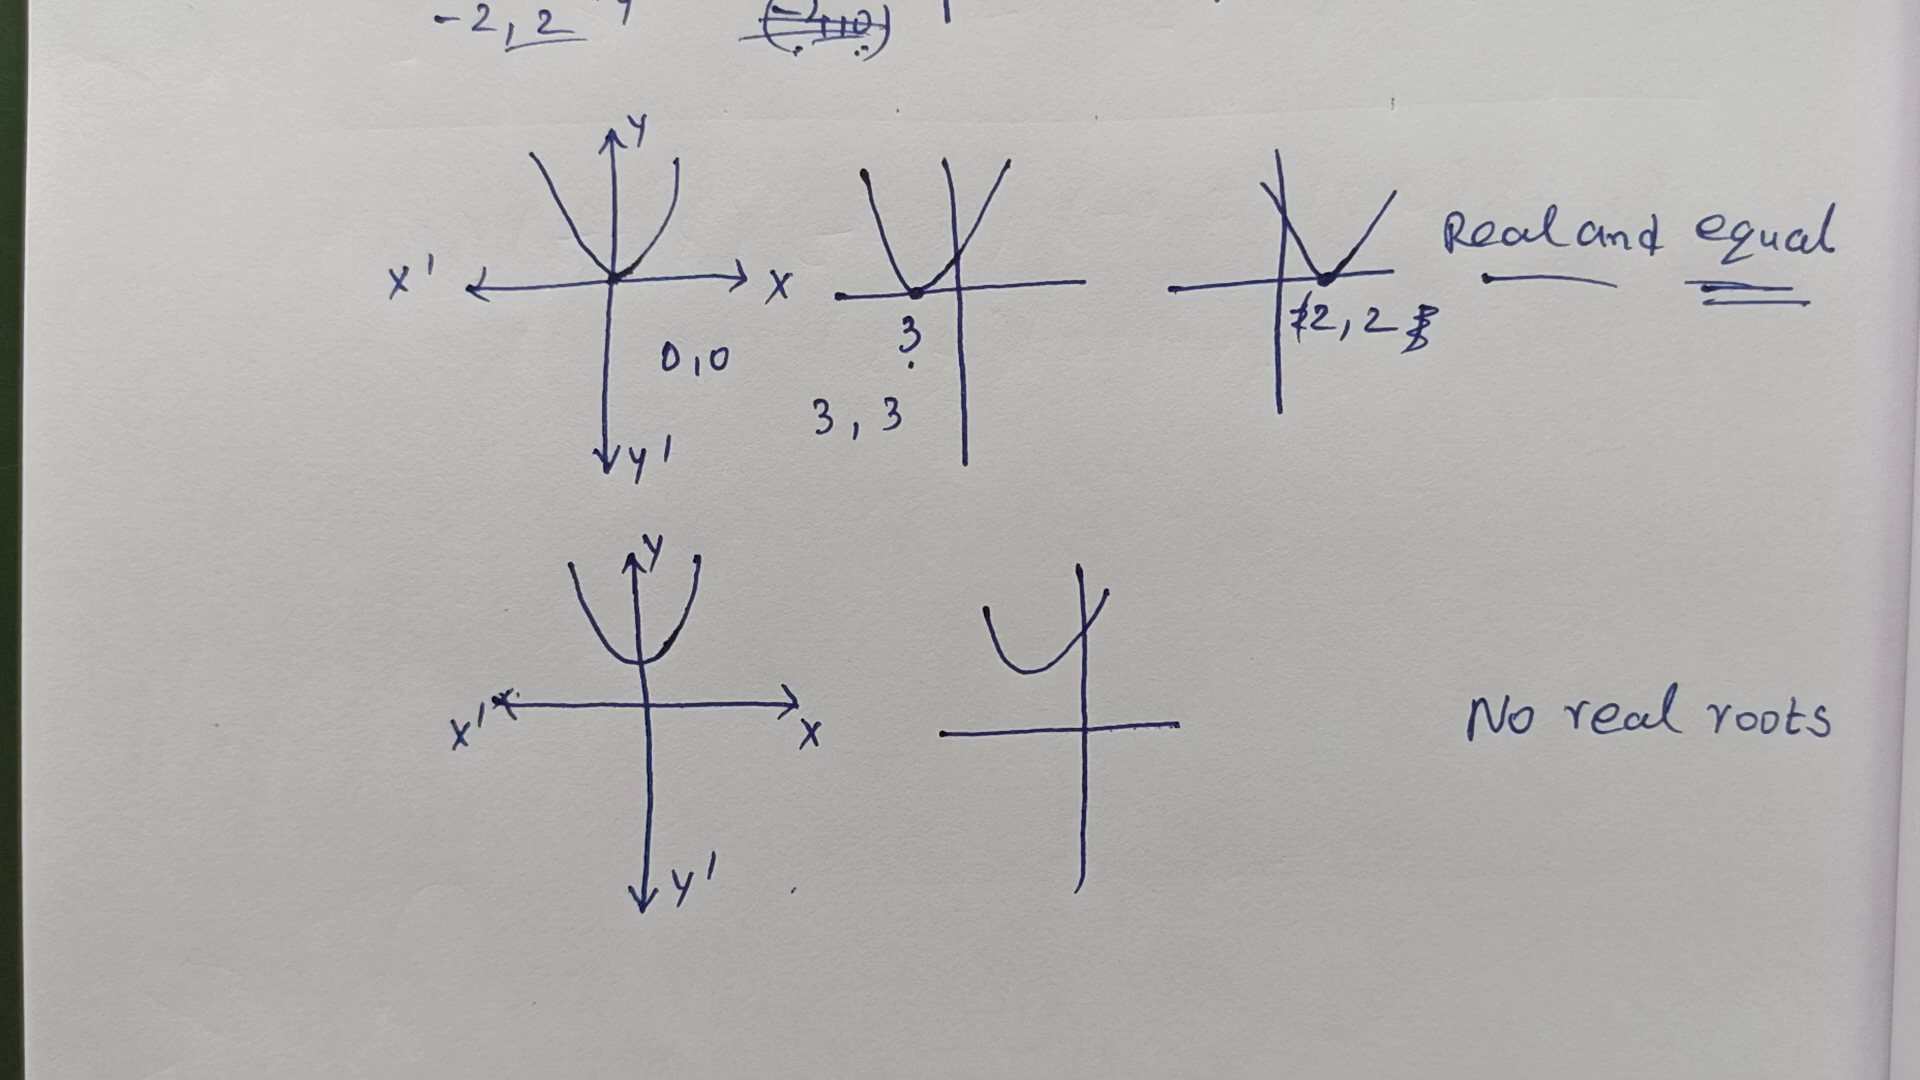 -2, 2
Y
X' X
0,0
Y'
3
3, 3
2, 2
Real and equal
Y
X' X
Y'
No real roots